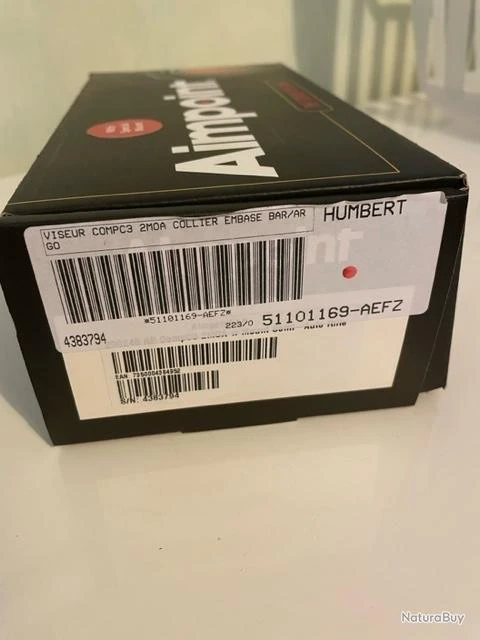 Aimpoint
VISEUR COMPC3 2MOA COLLIER EMBASE BAR/AR
GO
HUMBERT
*51101169-AEFZ*
4383794
223/0 51101169-AEFZ
S/N: 4383794
NaturaBuy